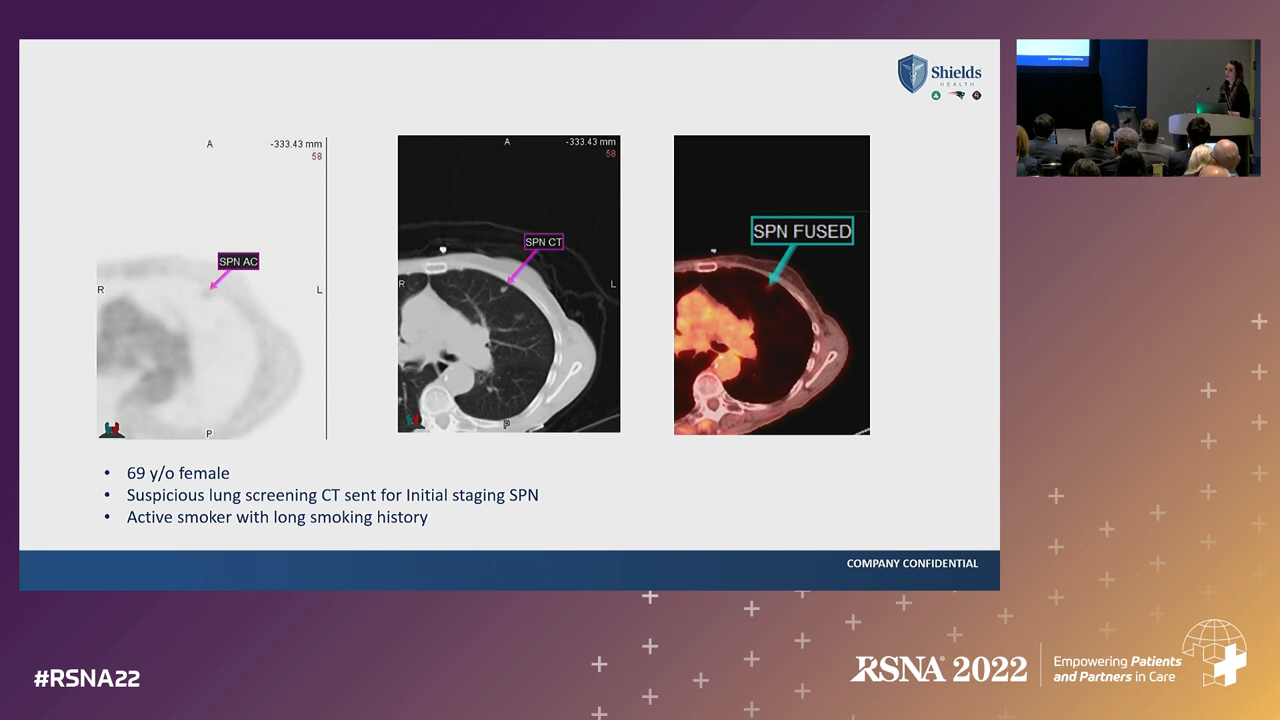 Shields
HEALTH
A
-333.43 mm
58
SPN AC
R
L
P
A
-333.43 mm
58
SPN CT
R
L
P
SPN FUSED
• 69 y/o female
• Suspicious lung screening CT sent for Initial staging SPN
• Active smoker with long smoking history
COMPANY CONFIDENTIAL
COMPANY CONFIDENTIAL
#RSNA22
RSNA® 2022
Empowering Patients
and Partners in Care